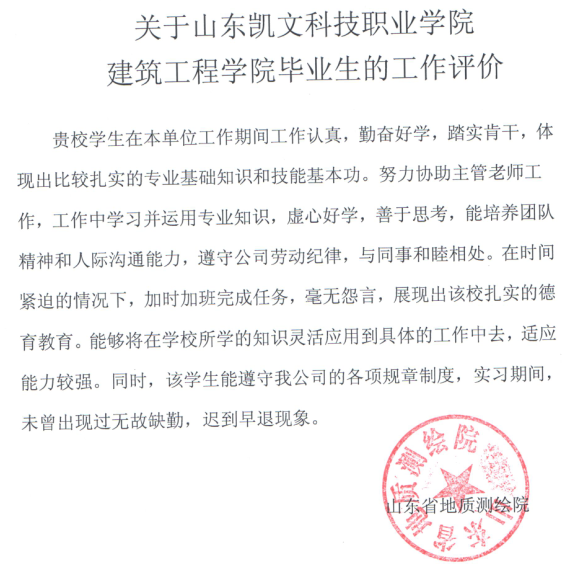 关于山东凯文科技职业学院
建筑工程学院毕业生的工作评价
贵校学生在本单位工作期间工作认真，勤奋好学，踏实肯干，体
现出比较扎实的专业基础知识和技能基本功。努力协助主管老师工
作，工作中学习并运用专业知识，虚心好学，善于思考，能培养团队
精神和人际沟通能力，遵守公司劳动纪律，与同事和睦相处。在时间
紧迫的情况下，加时加班完成任务，毫无怨言，展现出该校扎实的德
育教育。能够将在学校所学的知识灵活应用到具体的工作中去，适应
能力较强。同时，该学生能遵守我公司的各项规章制度，实习期间，
未曾出现过无故缺勤，迟到早退现象。
山东省地质测绘院
山东省地质测绘院